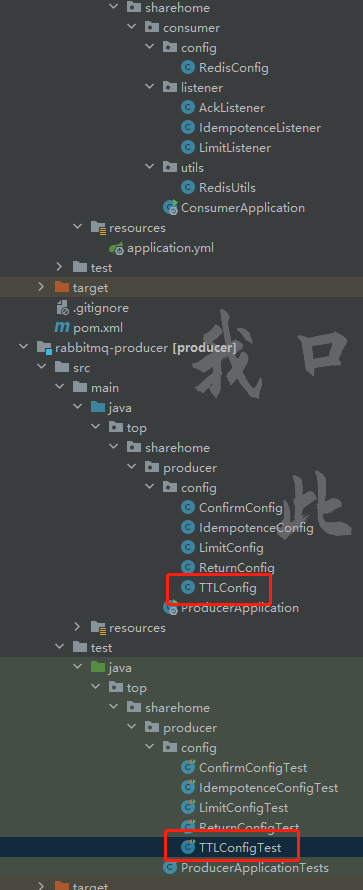 sharehome
consumer
config
RedisConfig
listener
AckListener
IdempotenceListener
LimitListener
utils
RedisUtils
ConsumerApplication
resources
application.yml
test
target
.gitignore
pom.xml
rabbitmq-producer [producer]
src
main
java
top
sharehome
producer
config
ConfirmConfig
IdempotenceConfig
LimitConfig
ReturnConfig
TTLConfig
ProducerApplication
resources
test
java
top
sharehome
producer
config
ConfirmConfigTest
IdempotenceConfigTest
LimitConfigTest
ReturnConfigTest
TTLConfigTest
ProducerApplicationTests
target
我 口
此